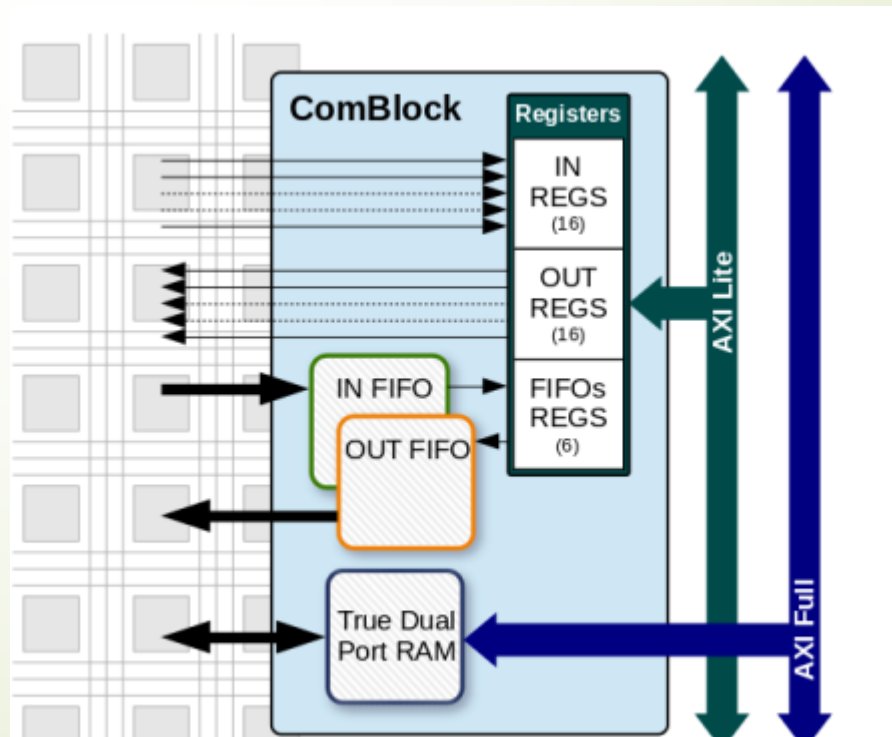 ComBlock
Registers
IN
REGS
(16)
OUT
REGS
(16)
FIFOs
REGS
(6)
IN FIFO
OUT FIFO
True Dual
Port RAM
AXI Lite
AXI Full